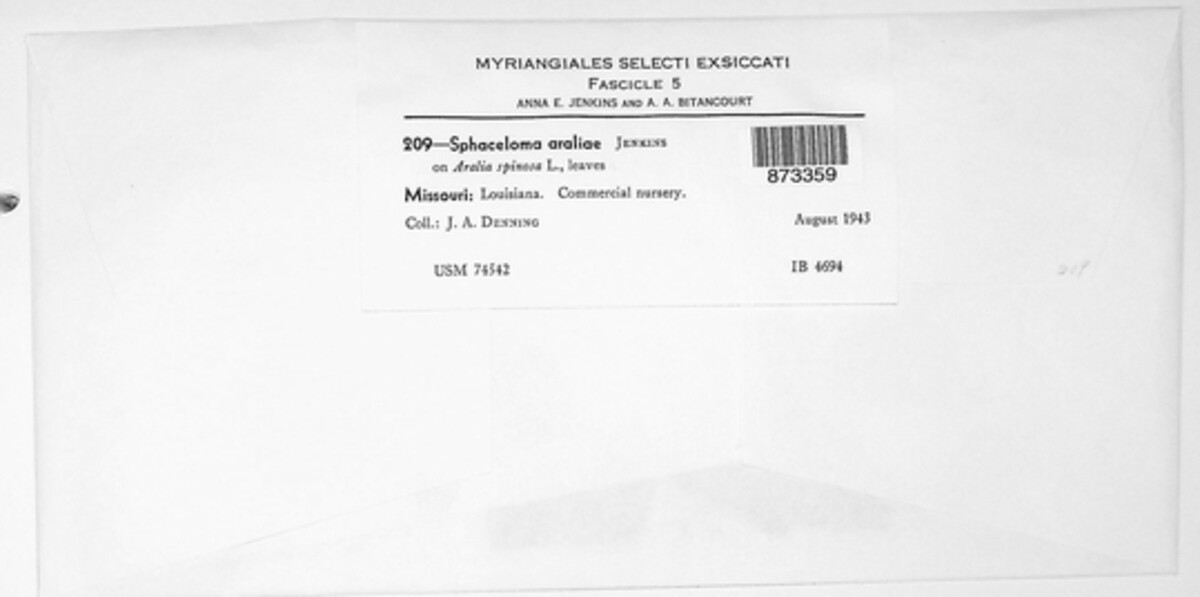 MYRIANGIALES SELECTI EXSICCATI
FASCICLE 5
ANNA E. JENKINS AND A. A. BITANCOURT
209—Sphaceloma araliae JENKINS
on Aralia spinosa L., leaves
873359
Missouri: Louisiana. Commercial nursery.
Coll.: J. A. DENNING August 1943
USM 74542 IB 4694